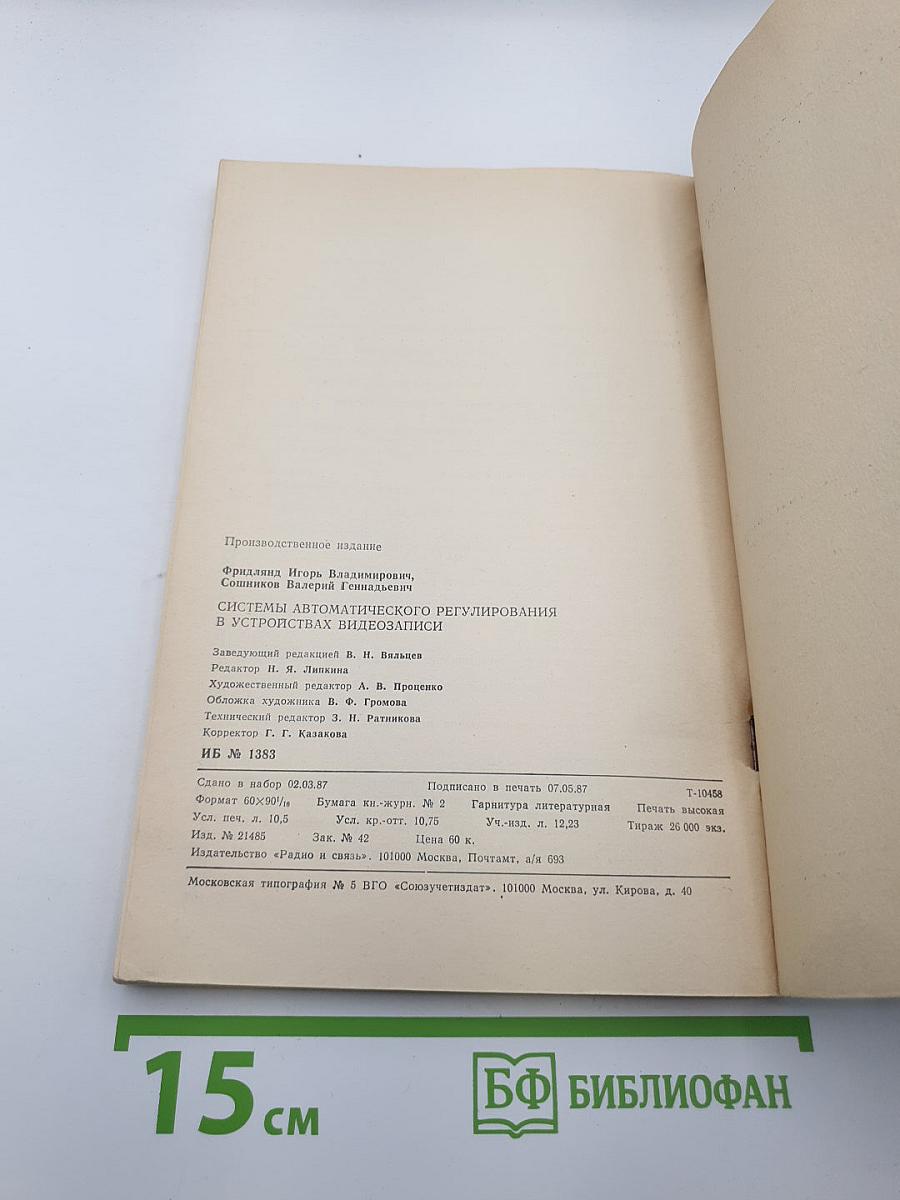 Производственное издание
Фридлянд Игорь Владимирович,
Сошников Валерий Геннадьевич
СИСТЕМЫ АВТОМАТИЧЕСКОГО РЕГУЛИРОВАНИЯ
В УСТРОЙСТВАХ ВИДЕОЗАПИСИ
Заведующий редакцией В. Н. Вяльцев
Редактор Н. Я. Липкина
Художественный редактор А. В. Проценко
Обложка художника В. Ф. Громова
Технический редактор З. Н. Ратникова
Корректор Г. Г. Казакова
ИБ № 1383
Сдано в набор 02.03.87 Подписано в печать 07.05.87 Т-10458
Формат 60×90¹/₁₆ Бумага кн.-журн. № 2 Гарнитура литературная Печать высокая
Усл. печ. л. 10,5 Усл. кр.-отт. 10,75 Уч.-изд. л. 12,23 Тираж 26 000 экз.
Изд. № 21485 Зак. № 42 Цена 60 к.
Издательство «Радио и связь». 101000 Москва, Почтамт, а/я 693
Московская типография № 5 ВГО «Союзучетиздат». 101000 Москва, ул. Кирова, д. 40
15 см
БФ БИБЛИОФАН